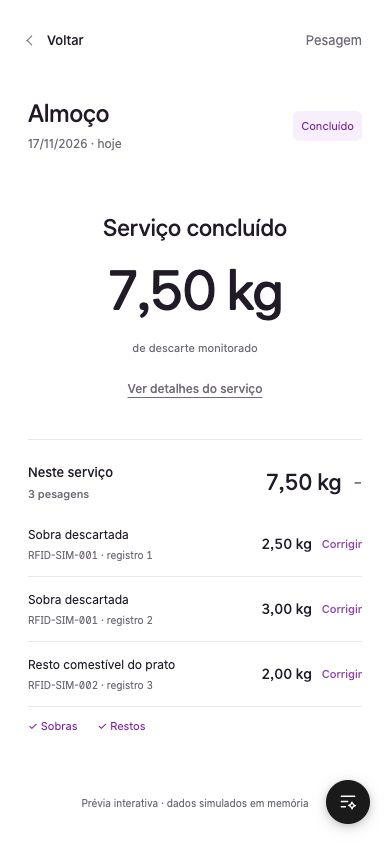 Voltar
Pesagem
Almoço
17/11/2026 · hoje
Concluído
Serviço concluído
7,50 kg
de descarte monitorado
Ver detalhes do serviço
Neste serviço
3 pesagens
7,50 kg –
Sobra descartada
RFID-SIM-001 · registro 1
2,50 kg Corrigir
Sobra descartada
RFID-SIM-001 · registro 2
3,00 kg Corrigir
Resto comestível do prato
RFID-SIM-002 · registro 3
2,00 kg Corrigir
✓ Sobras ✓ Restos
Prévia interativa · dados simulados em memória